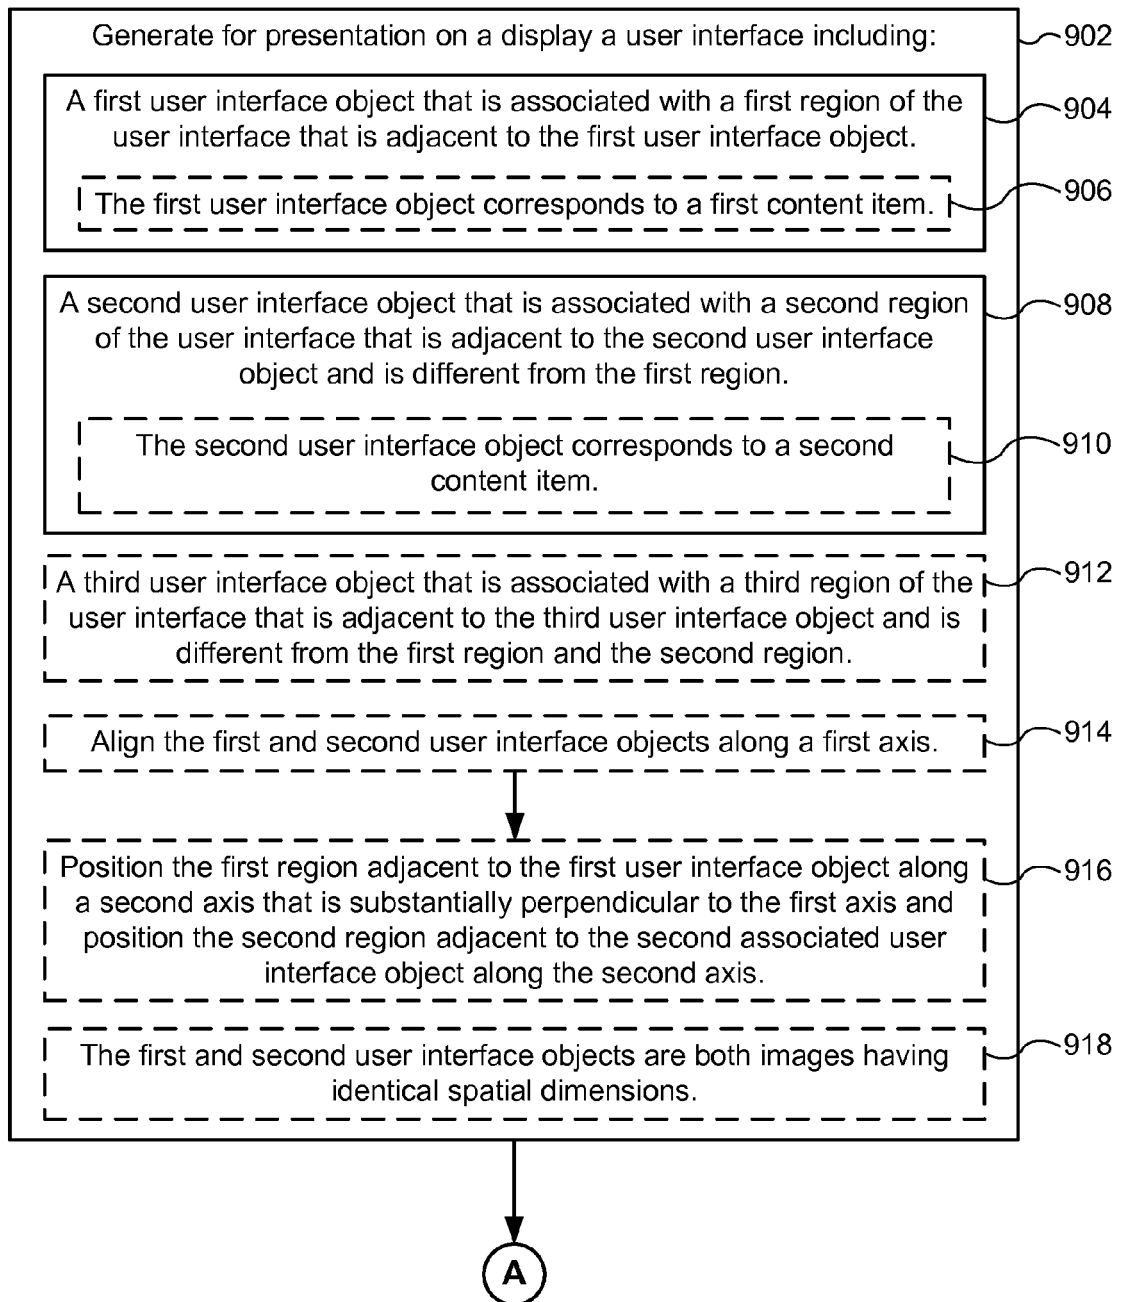 Generate for presentation on a display a user interface including:
902
A first user interface object that is associated with a first region of the
user interface that is adjacent to the first user interface object.
904
The first user interface object corresponds to a first content item.
906
A second user interface object that is associated with a second region
of the user interface that is adjacent to the second user interface
object and is different from the first region.
908
The second user interface object corresponds to a second
content item.
910
A third user interface object that is associated with a third region of the
user interface that is adjacent to the third user interface object and is
different from the first region and the second region.
912
Align the first and second user interface objects along a first axis.
914
Position the first region adjacent to the first user interface object along
a second axis that is substantially perpendicular to the first axis and
position the second region adjacent to the second associated user
interface object along the second axis.
916
The first and second user interface objects are both images having
identical spatial dimensions.
918
A